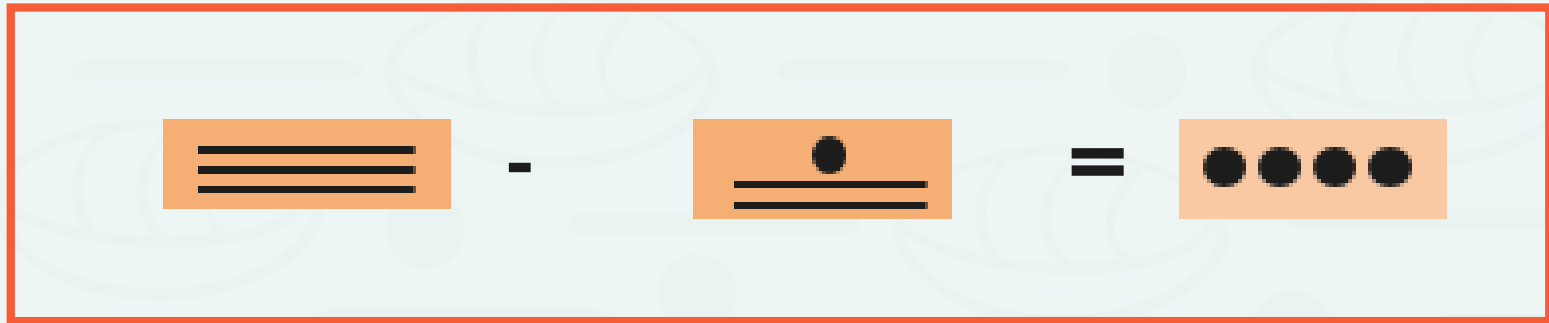 𝋯 - 𝋫 = 𝋤